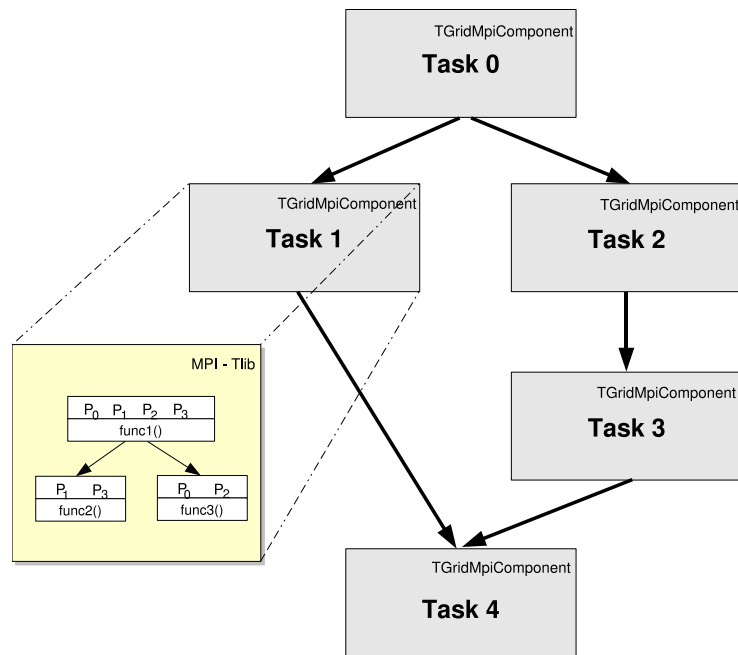 TGridMpiComponent
Task 0
TGridMpiComponent
Task 1
TGridMpiComponent
Task 2
MPI - Tlib
P0 P1 P2 P3
func1()
P1 P3
func2()
P0 P2
func3()
TGridMpiComponent
Task 3
TGridMpiComponent
Task 4